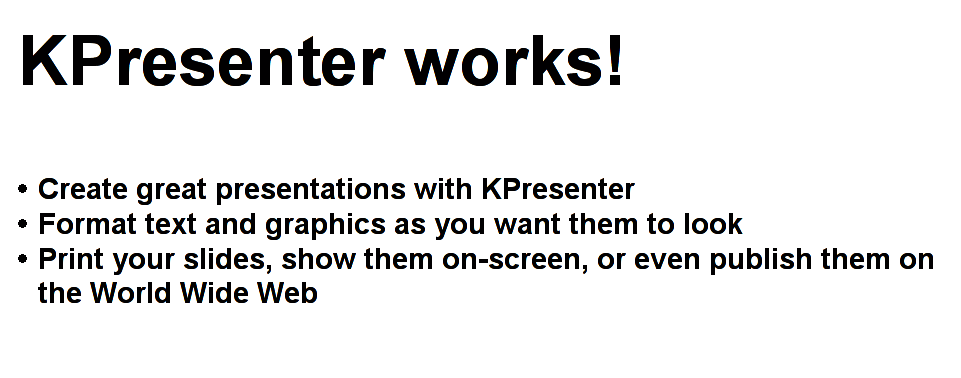 KPresenter works!
• Create great presentations with KPresenter
• Format text and graphics as you want them to look
• Print your slides, show them on-screen, or even publish them on
the World Wide Web